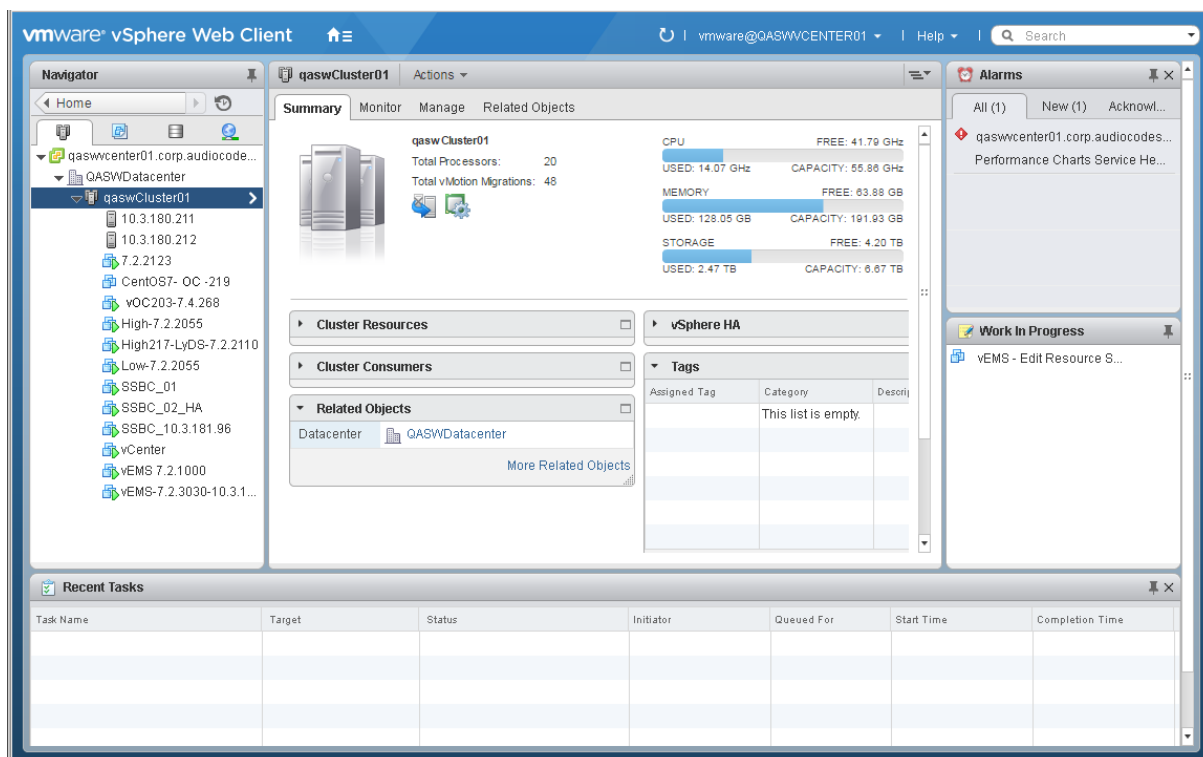 vmware® vSphere Web Client
vmware@QASWVCENTER01
Help
Search
Navigator
Home
qaswvcenter01.corp.audiocode...
QASWDatacenter
qaswCluster01
10.3.180.211
10.3.180.212
7.2.2123
CentOS7- OC -219
vOC203-7.4.268
High-7.2.2055
High217-LyDS-7.2.2110
Low-7.2.2055
SSBC_01
SSBC_02_HA
SSBC_10.3.181.96
vCenter
vEMS 7.2.1000
vEMS-7.2.3030-10.3.1...
qaswCluster01
Actions
Summary Monitor Manage Related Objects
qaswCluster01
Total Processors: 20
Total vMotion Migrations: 48
CPU FREE: 41.79 GHz
USED: 14.07 GHz CAPACITY: 55.86 GHz
MEMORY FREE: 63.88 GB
USED: 128.05 GB CAPACITY: 191.93 GB
STORAGE FREE: 4.20 TB
USED: 2.47 TB CAPACITY: 6.67 TB
Cluster Resources
Cluster Consumers
Related Objects
Datacenter QASWDatacenter
More Related Objects
vSphere HA
Tags
Assigned Tag Category Descrip
This list is empty.
Alarms
All (1) New (1) Acknowl...
qaswvcenter01.corp.audiocodes...
Performance Charts Service He...
Work In Progress
vEMS - Edit Resource S...
Recent Tasks
Task Name Target Status Initiator Queued For Start Time Completion Time